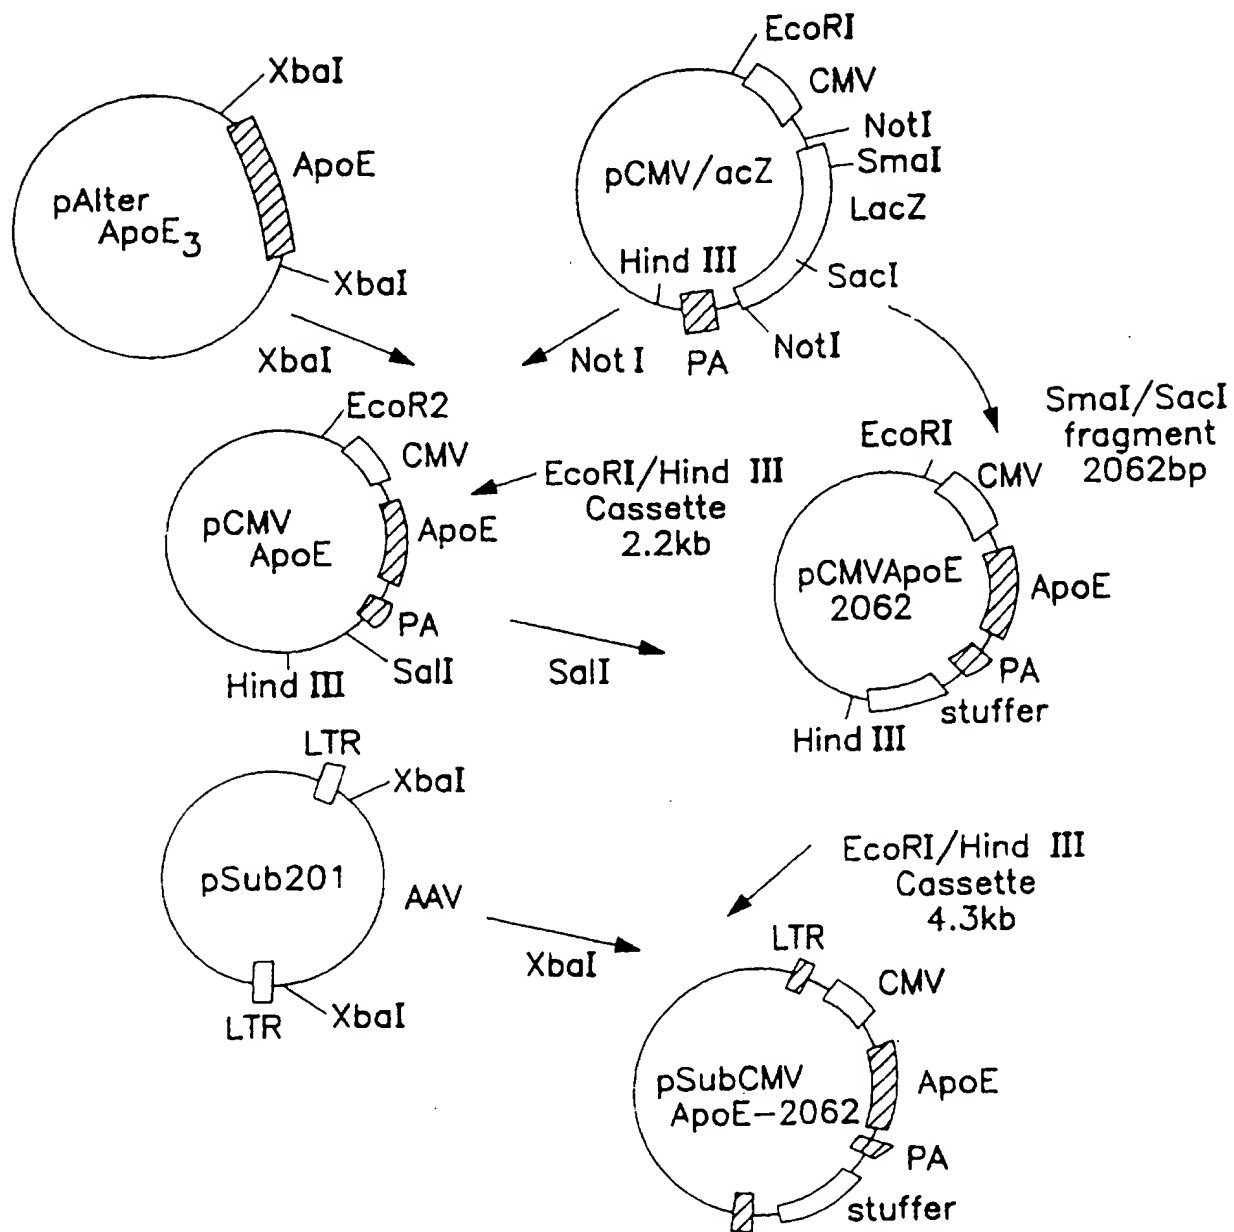 XbaI
ApoE
pAlter
ApoE3
XbaI
XbaI
EcoRI
CMV
NotI
SmaI
pCMV/acZ
LacZ
Hind III
SacI
NotI
PA
Not I
SmaI/SacI
fragment
2062bp
EcoR2
CMV
pCMV
ApoE
ApoE
PA
SalI
Hind III
EcoRI/Hind III
Cassette
2.2kb
SalI
EcoRI
CMV
pCMVApoE
2062
ApoE
PA
stuffer
Hind III
LTR
XbaI
pSub201
AAV
LTR
XbaI
XbaI
EcoRI/Hind III
Cassette
4.3kb
LTR
CMV
pSubCMV
ApoE-2062
ApoE
PA
stuffer